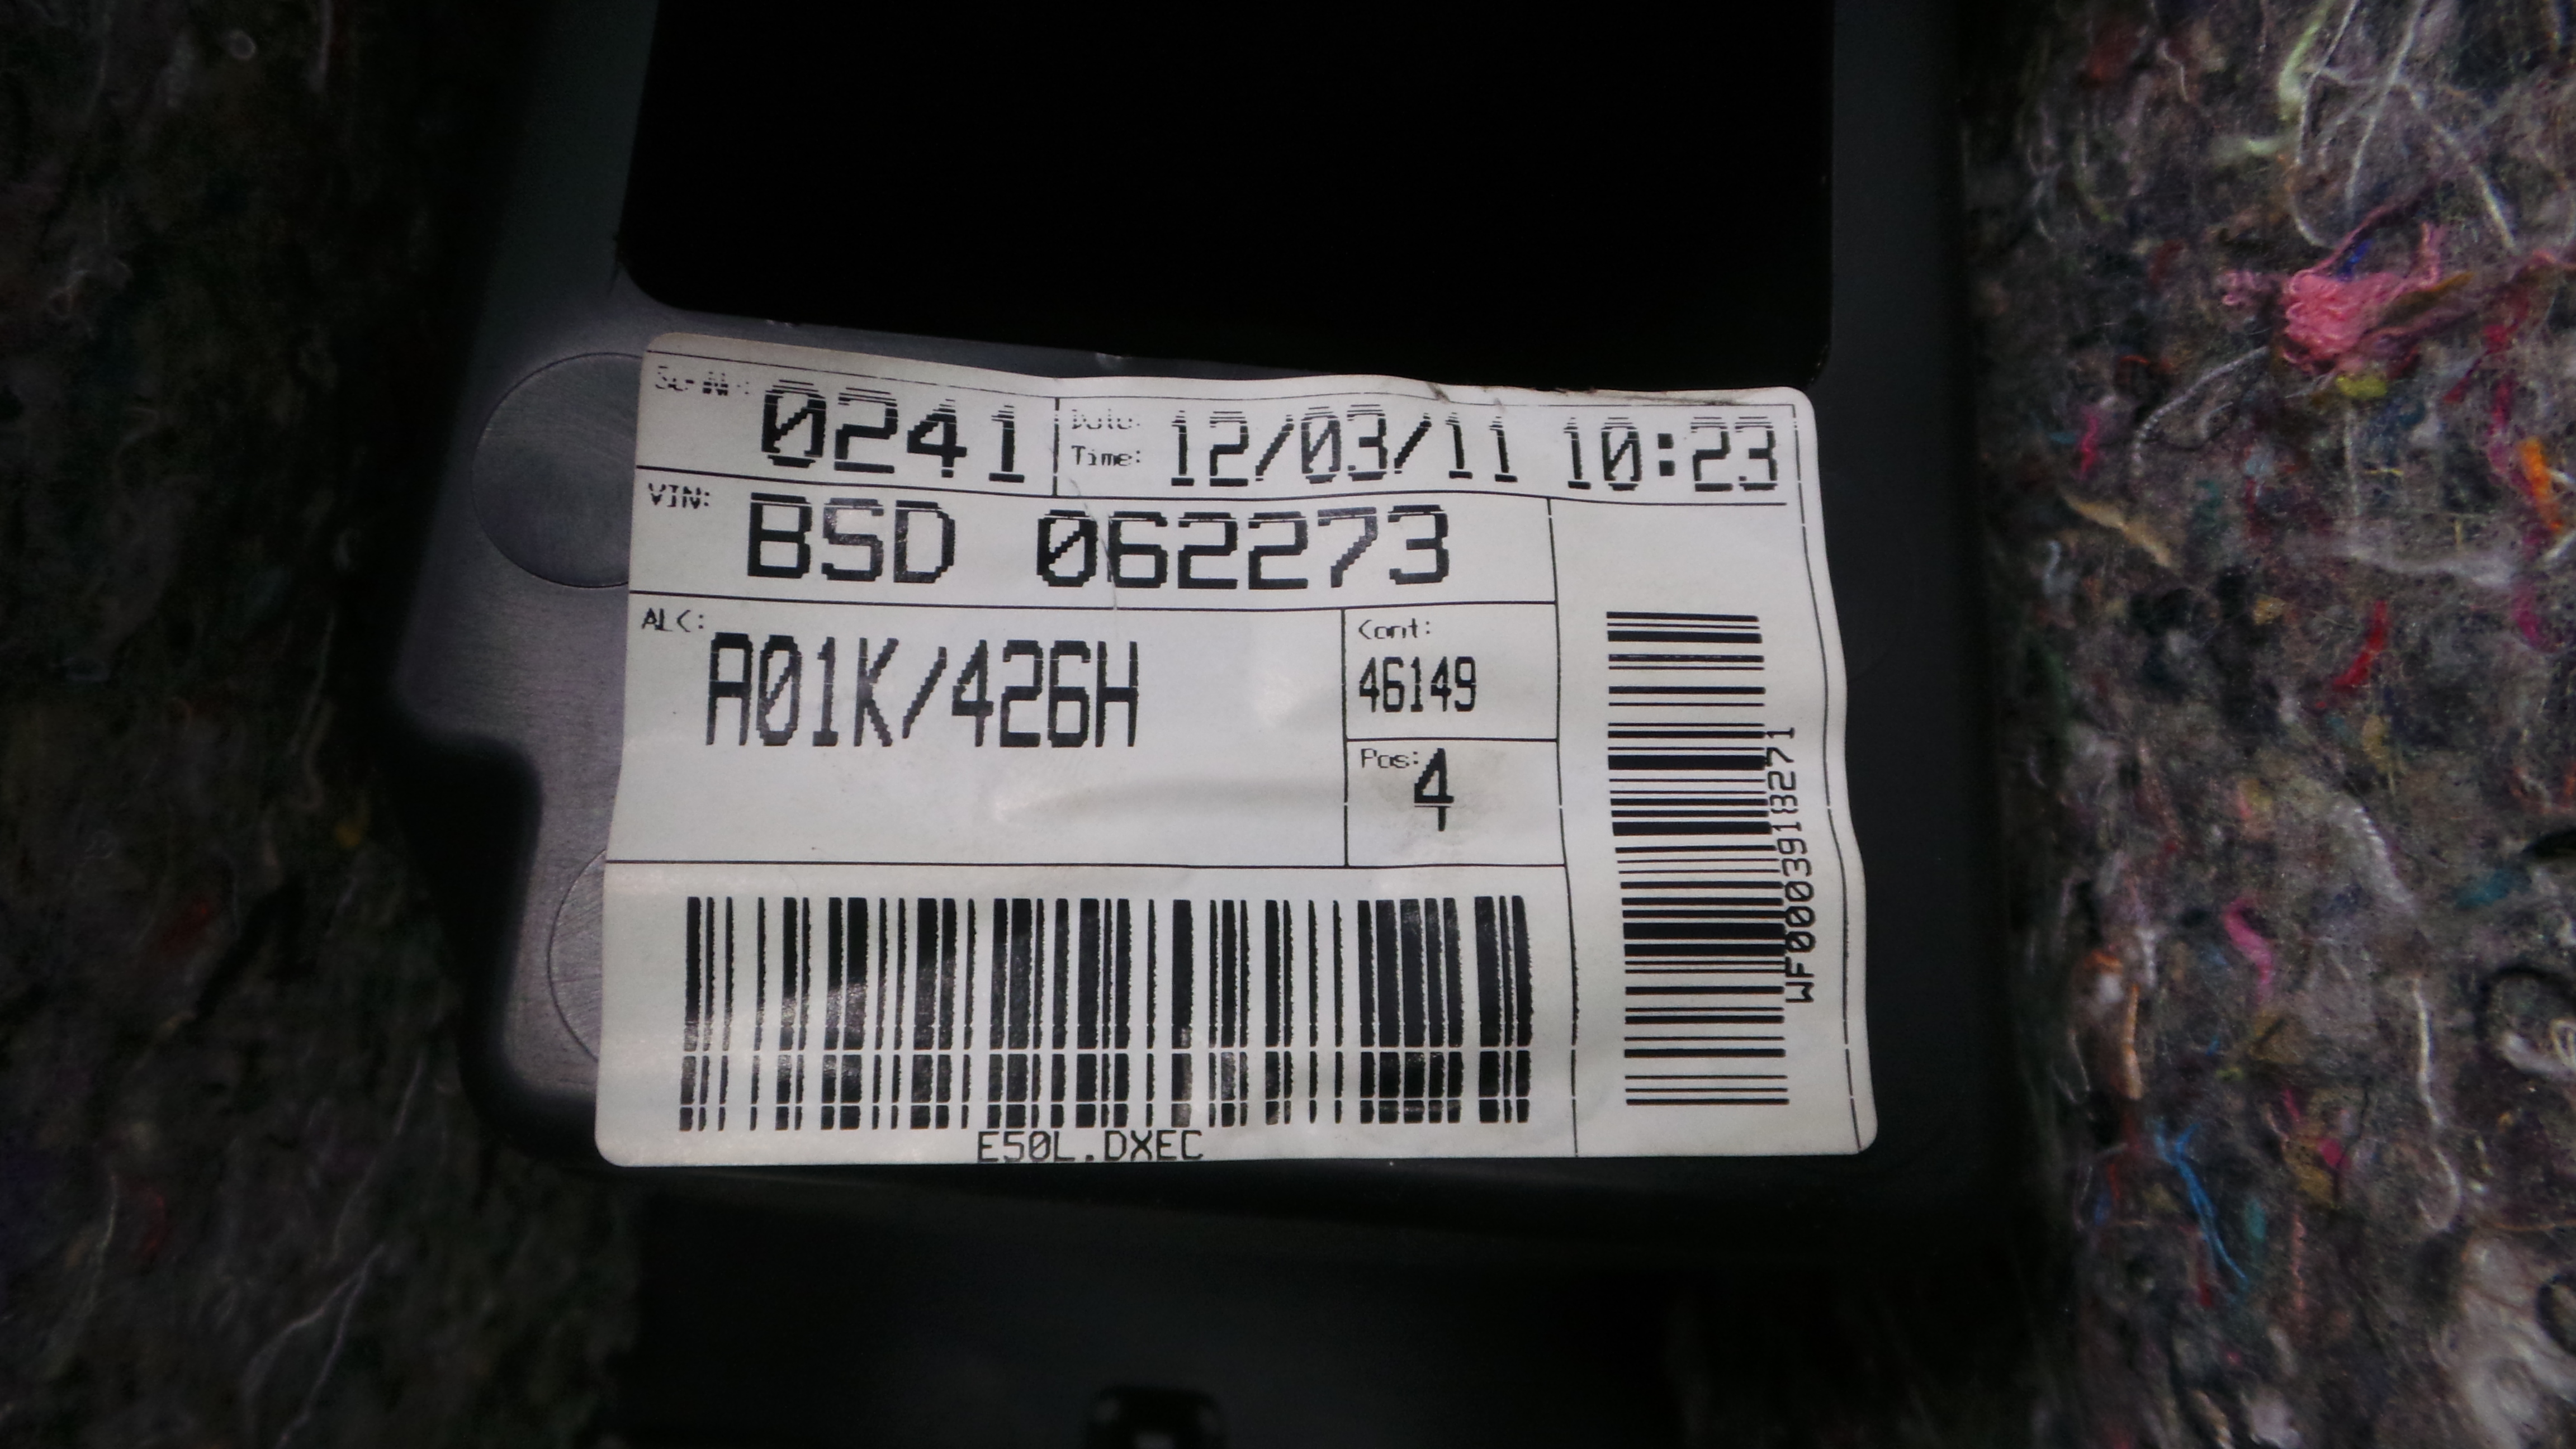 0241 Date: 12/03/11 10:23
Time:
VIN: BSD 062273
ALC: A01K/426H
Cont: 46149
Pos: 4
E50L.DXEC
WF0003918271